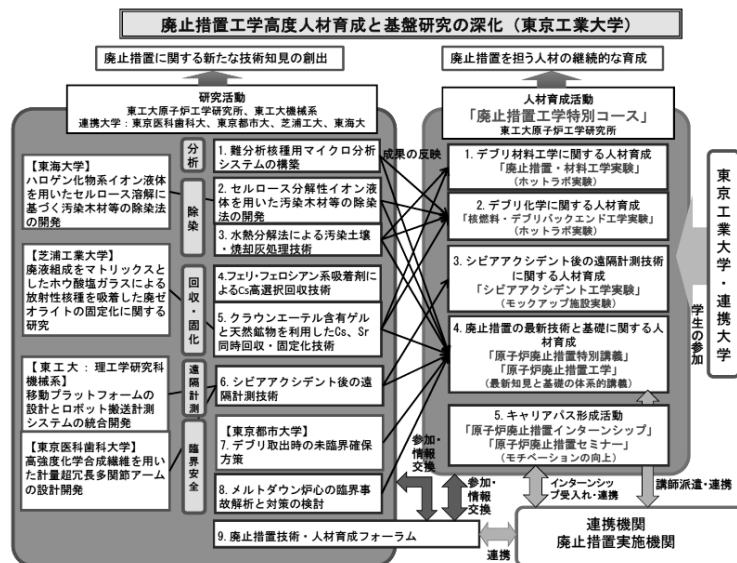 廃止措置工学高度人材育成と基盤研究の深化（東京工業大学）
廃止措置に関する新たな技術知見の創出
廃止措置を担う人材の継続的な育成
研究活動
東工大原子炉工学研究所、東工大機械系
連携大学：東京医科歯科大、東京都市大、芝浦工大、東海大
【東海大学】
ハロゲン化物系イオン液体
を用いたセルロース溶解に
基づく汚染木材等の除染法
の開発
【芝浦工業大学】
廃液組成をマトリックスと
したホウ酸塩ガラスによる
放射性核種を吸着した廃ゼ
オライトの固定化に関する
研究
【東工大：理工学研究科
機械系】
移動プラットフォームの
設計とロボット搬送計測
システムの統合開発
【東京医科歯科大学】
高強度化学合成繊維を用い
た計量超冗長多関節アーム
の設計開発
分析
除染
回収・固化
遠隔計測
臨界安全
1. 難分析核種用マイクロ分析
システムの構築
2. セルロース分解性イオン液
体を用いた汚染木材等の除染
法の開発
3. 水熱分解法による汚染土壌
・焼却灰処理技術
4.フェリ・フェロシアン系吸着剤に
よるCs高選択回収技術
5. クラウンエーテル含有ゲル
と天然鉱物を利用したCs、Sr
同時回収・固定化技術
6. シビアアクシデント後の遠
隔計測技術
【東京都市大学】
7. デブリ取出時の未臨界確保
方策
8. メルトダウン炉心の臨界事
故解析と対策の検討
9. 廃止措置技術・人材育成フォーラム
成果の反映
人材育成活動
「廃止措置工学特別コース」
東工大原子炉工学研究所
1. デブリ材料工学に関する人材育成
「廃止措置・材料工学実験」
（ホットラボ実験）
2. デブリ化学に関する人材育成
「核燃料・デブリバックエンド工学実験」
（ホットラボ実験）
3. シビアアクシデント後の遠隔計測技
術に関する人材育成
「シビアアクシデント工学実験」
（モックアップ施設実験）
4. 廃止措置の最新技術と基礎に関する人
材育成
「原子炉廃止措置特別講義」
「原子炉廃止措置工学」
（最新知見と基礎の体系的講義）
5. キャリアパス形成活動
「原子炉廃止措置インターンシップ」
「原子炉廃止措置セミナー」
（モチベーションの向上）
東京工業大学・連携大学
学生の参加
参加・
情報
交換
参加・
情報
交換
インターンシッ
プ受入れ・連携
講師派遣・連携
連携
連携機関
廃止措置実施機関